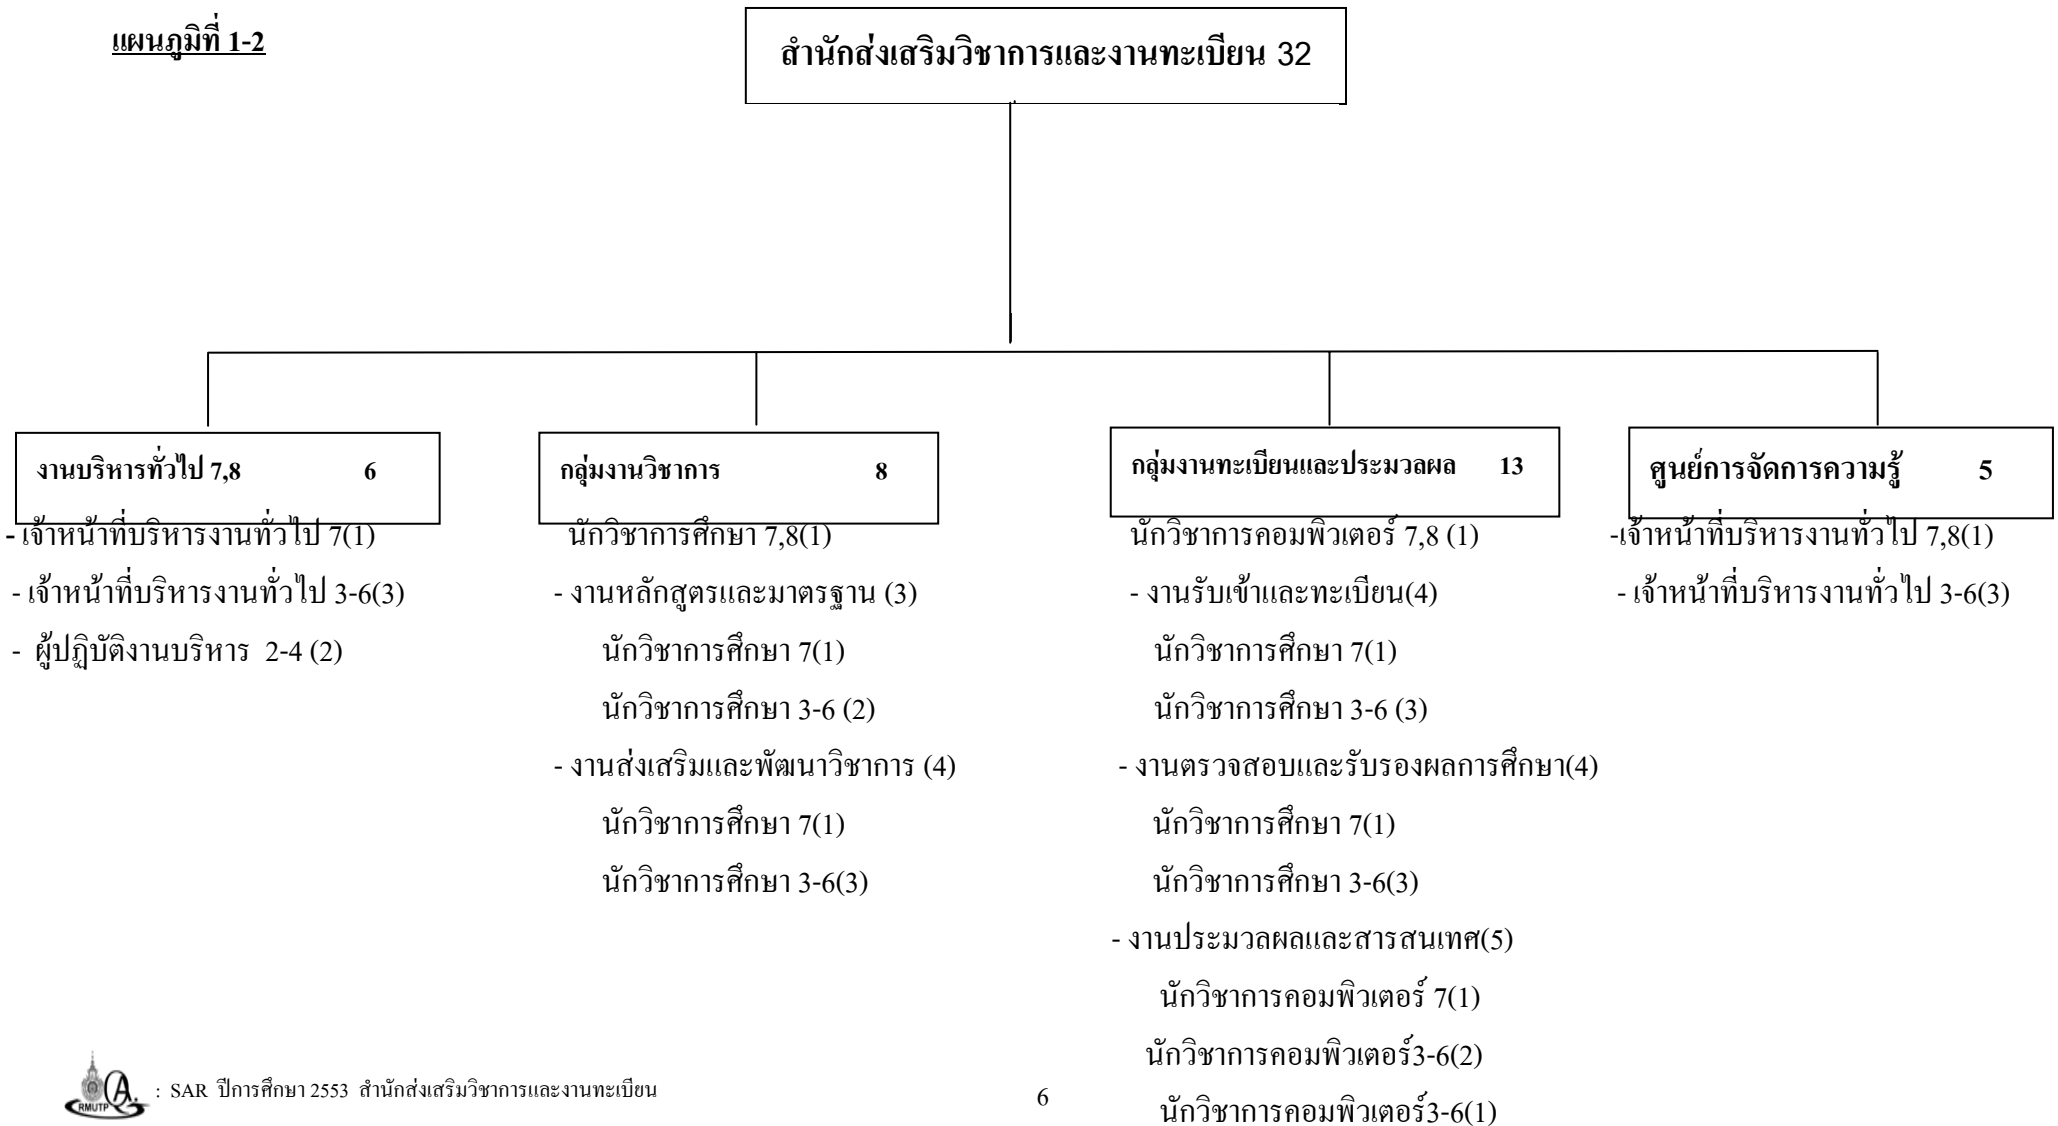 แผนภูมิที่ 1-2
สำนักส่งเสริมวิชาการและงานทะเบียน 32
งานบริหารทั่วไป 7,8 6
- เจ้าหน้าที่บริหารงานทั่วไป 7(1)
- เจ้าหน้าที่บริหารงานทั่วไป 3-6(3)
- ผู้ปฏิบัติงานบริหาร 2-4 (2)
กลุ่มงานวิชาการ 8
นักวิชาการศึกษา 7,8(1)
- งานหลักสูตรและมาตรฐาน (3)
นักวิชาการศึกษา 7(1)
นักวิชาการศึกษา 3-6 (2)
- งานส่งเสริมและพัฒนาวิชาการ (4)
นักวิชาการศึกษา 7(1)
นักวิชาการศึกษา 3-6(3)
กลุ่มงานทะเบียนและประมวลผล 13
นักวิชาการคอมพิวเตอร์ 7,8 (1)
- งานรับเข้าและทะเบียน(4)
นักวิชาการศึกษา 7(1)
นักวิชาการศึกษา 3-6 (3)
- งานตรวจสอบและรับรองผลการศึกษา(4)
นักวิชาการศึกษา 7(1)
นักวิชาการศึกษา 3-6(3)
- งานประมวลผลและสารสนเทศ(5)
นักวิชาการคอมพิวเตอร์ 7(1)
นักวิชาการคอมพิวเตอร์3-6(2)
นักวิชาการคอมพิวเตอร์3-6(1)
ศูนย์การจัดการความรู้ 5
-เจ้าหน้าที่บริหารงานทั่วไป 7,8(1)
- เจ้าหน้าที่บริหารงานทั่วไป 3-6(3)
QA. RMUTP : SAR ปีการศึกษา 2553 สำนักส่งเสริมวิชาการและงานทะเบียน
6